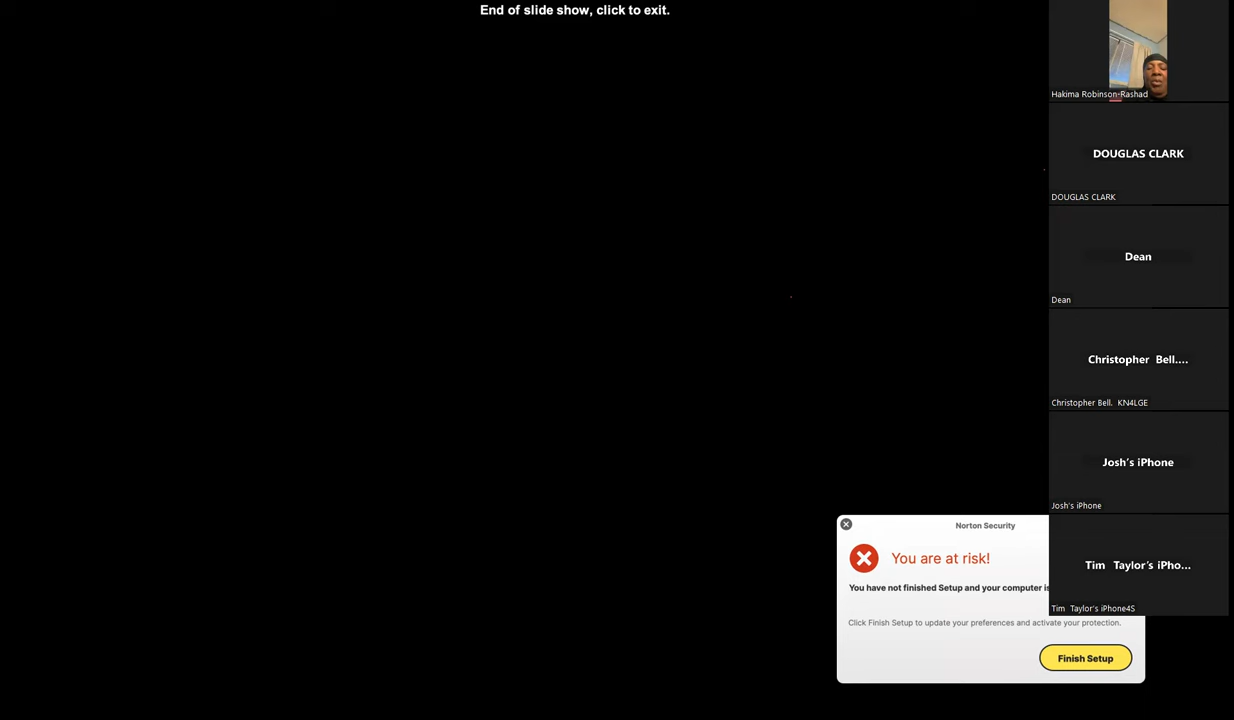 End of slide show, click to exit.
Hakima Robinson-Rashad
DOUGLAS CLARK
DOUGLAS CLARK
Dean
Dean
Christopher Bell....
Christopher Bell. KN4LGE
Josh's iPhone
Josh's iPhone
Tim Taylor's iPho...
Tim Taylor's iPhone4S
Norton Security
You are at risk!
You have not finished Setup and your computer is
Click Finish Setup to update your preferences and activate your protection.
Finish Setup